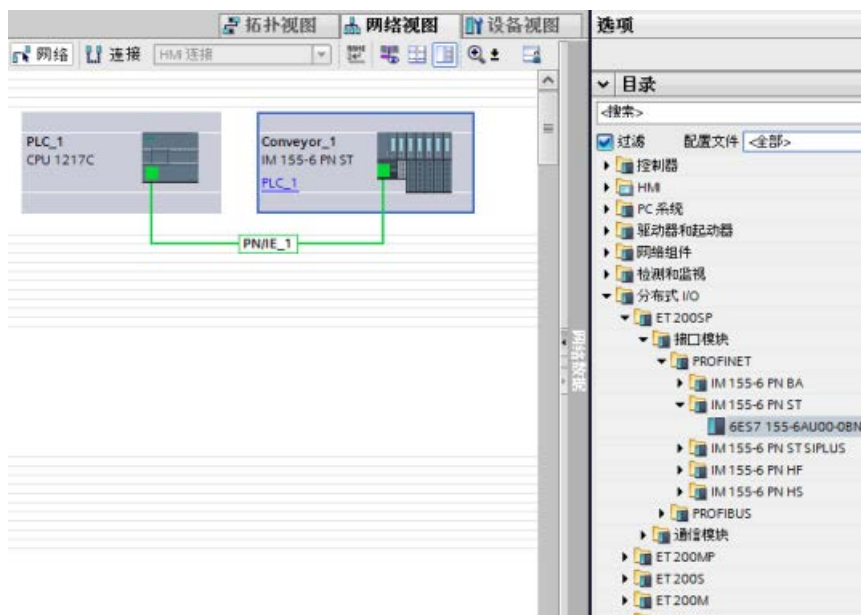 拓扑视图 网络视图 设备视图
网络 连接 HMI 连接
PLC_1
CPU 1217C
Conveyor_1
IM 155-6 PN ST
PLC_1
PN/IE_1
网络数据
选项
目录
<搜索>
过滤 配置文件 <全部>
控制器
HMI
PC 系统
驱动器和起动器
网络组件
检测和监视
分布式 I/O
ET 200SP
接口模块
PROFINET
IM 155-6 PN BA
IM 155-6 PN ST
6ES7 155-6AU00-0BN
IM 155-6 PN ST SIPLUS
IM 155-6 PN HF
IM 155-6 PN HS
PROFIBUS
通信模块
ET 200MP
ET 200S
ET 200M